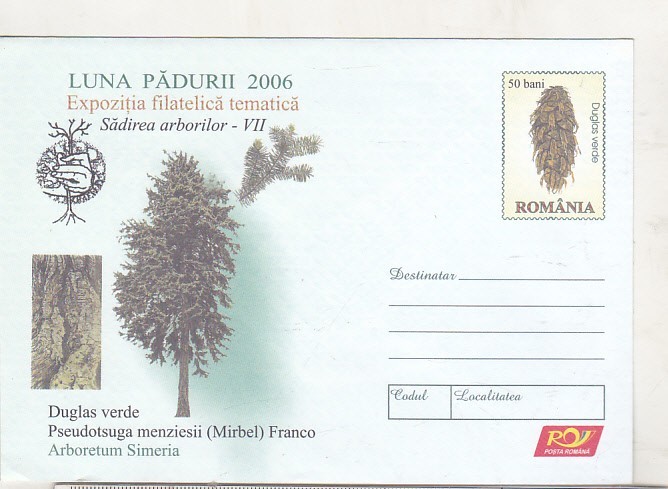 LUNA PĂDURII 2006
Expoziția filatelică tematică
Sădirea arborilor - VII
50 bani
Duglas verde
ROMÂNIA
Destinatar
Codul
Localitatea
Duglas verde
Pseudotsuga menziesii (Mirbel) Franco
Arboretum Simeria
POSTA ROMÂNĂ